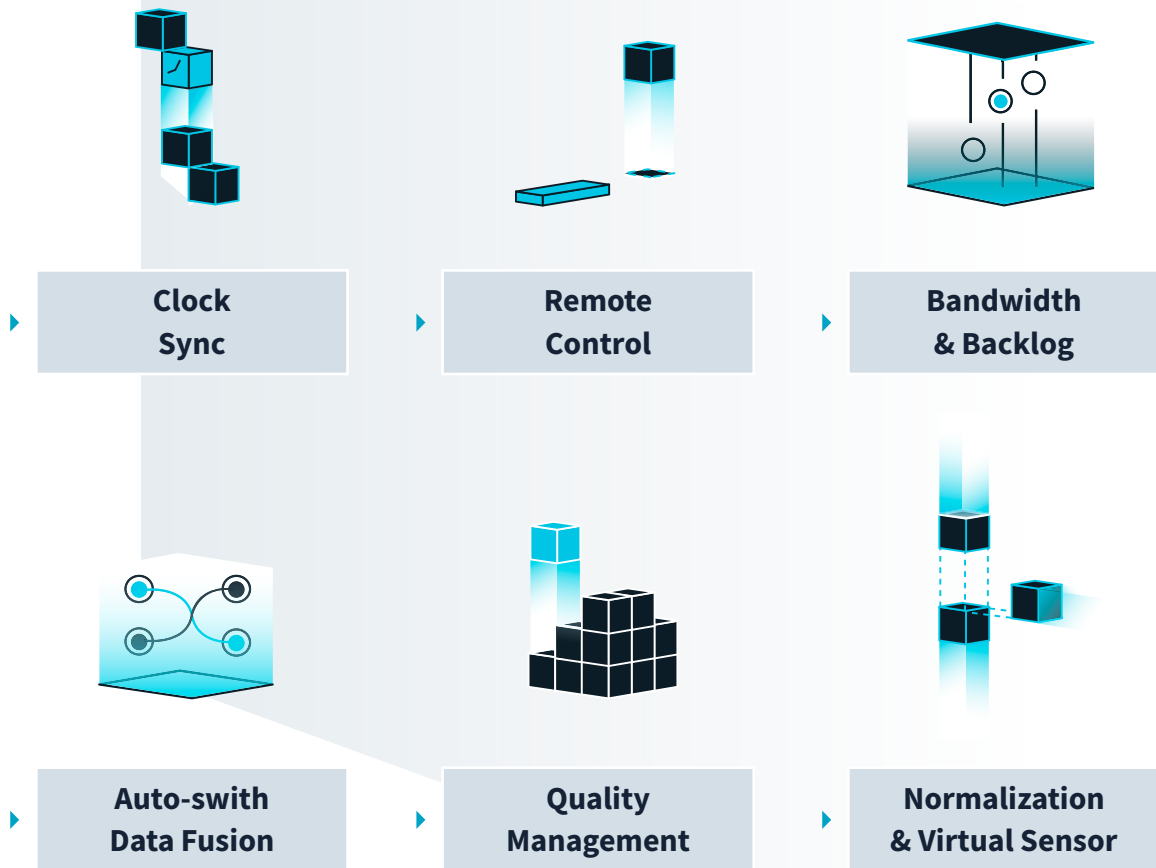 Clock
Sync
Remote
Control
Bandwidth
& Backlog
Auto-swith
Data Fusion
Quality
Management
Normalization
& Virtual Sensor